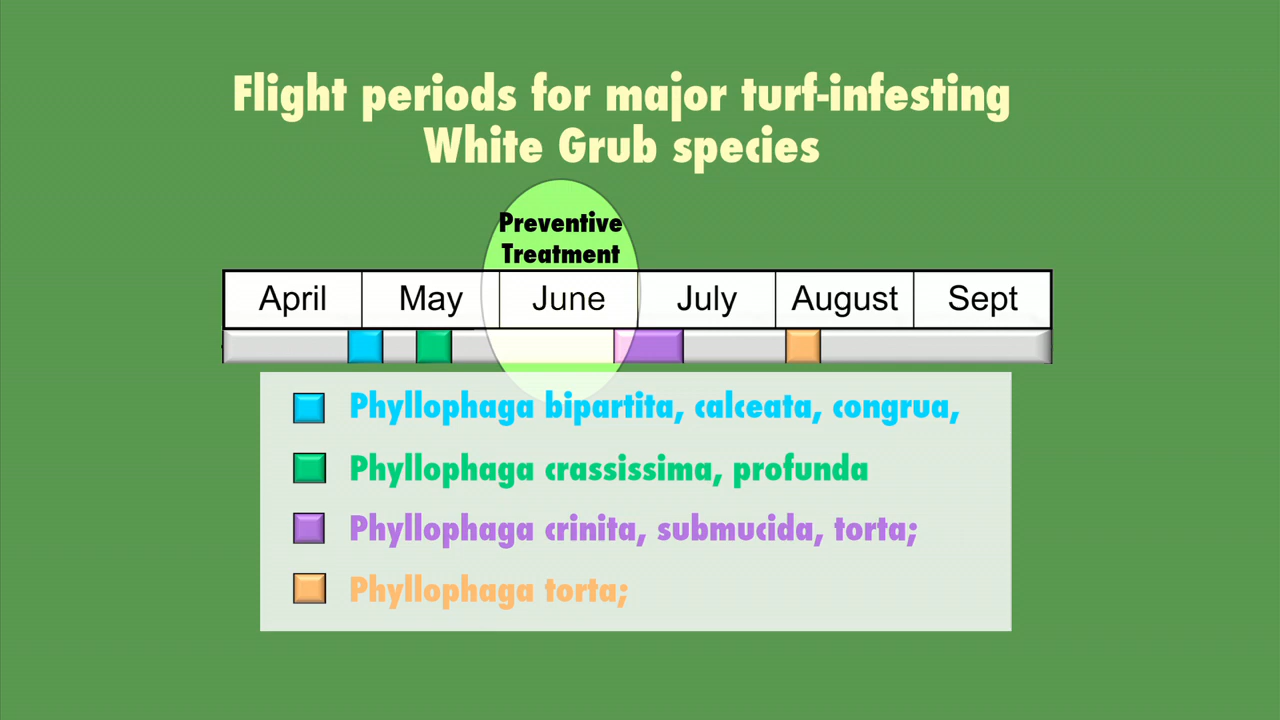 Flight periods for major turf-infesting
White Grub species
Preventive
Treatment
April May June July August Sept
Phyllophaga bipartita, calceata, congrua,
Phyllophaga crassissima, profunda
Phyllophaga crinita, submucida, torta;
Phyllophaga torta;